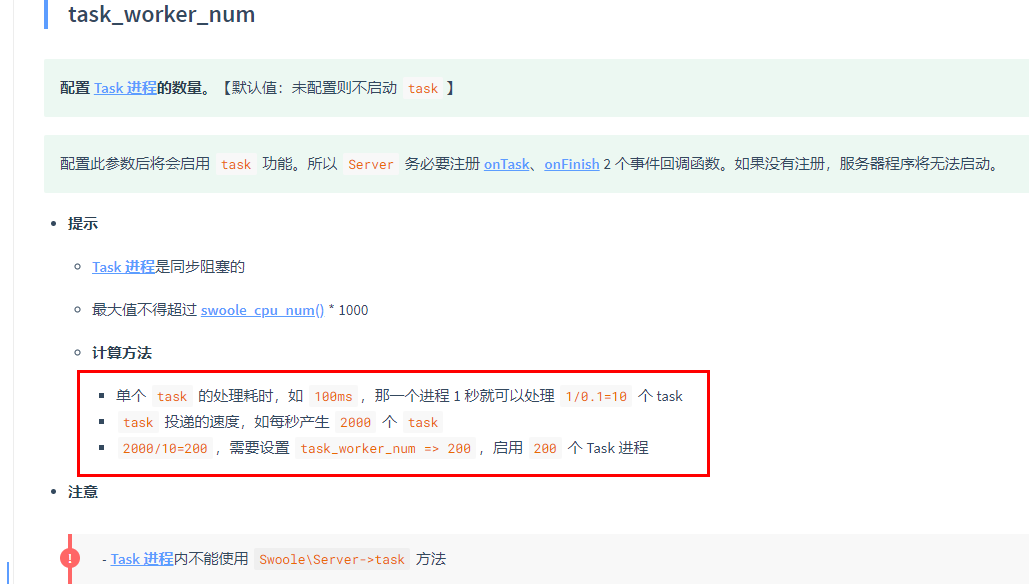 task_worker_num
配置 Task 进程的数量。【默认值：未配置则不启动 task 】
配置此参数后将会启用 task 功能。所以 Server 务必要注册 onTask、onFinish 2 个事件回调函数。如果没有注册，服务器程序将无法启动。
提示
Task 进程是同步阻塞的
最大值不得超过 swoole_cpu_num() * 1000
计算方法
单个 task 的处理耗时，如 100ms ，那一个进程 1 秒就可以处理 1/0.1=10 个 task
task 投递的速度，如每秒产生 2000 个 task
2000/10=200 ，需要设置 task_worker_num => 200 ，启用 200 个 Task 进程
注意
- Task 进程内不能使用 Swoole\Server->task 方法